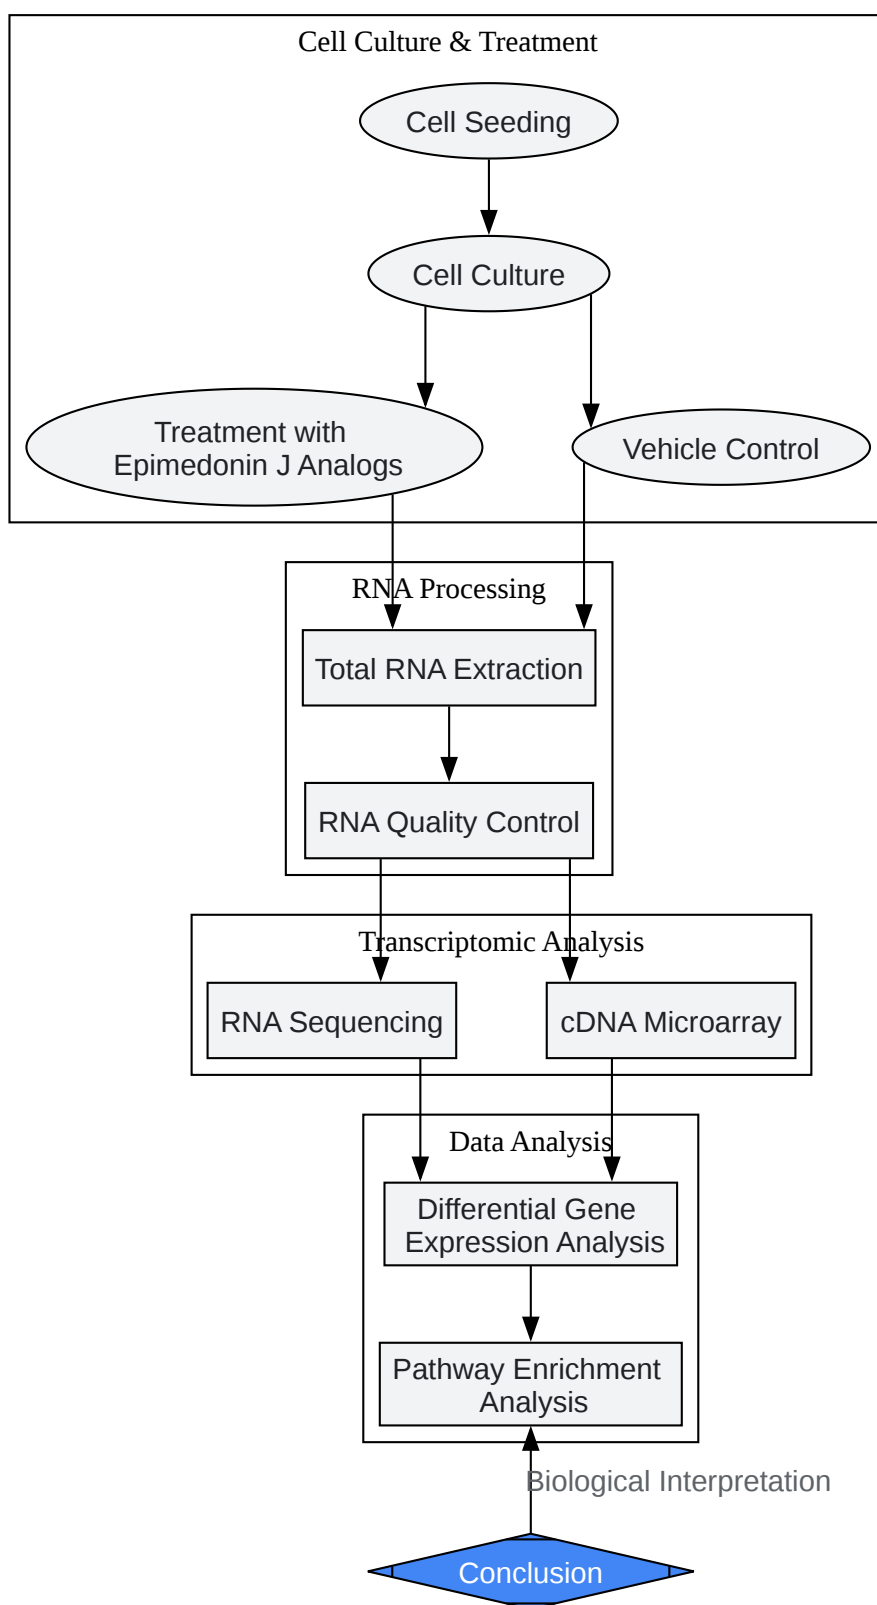 Cell Culture & Treatment
Cell Seeding
Cell Culture
Treatment with
Epimedonin J Analogs
Vehicle Control
RNA Processing
Total RNA Extraction
RNA Quality Control
Transcriptomic Analysis
RNA Sequencing
cDNA Microarray
Data Analysis
Differential Gene
Expression Analysis
Pathway Enrichment
Analysis
Biological Interpretation
Conclusion